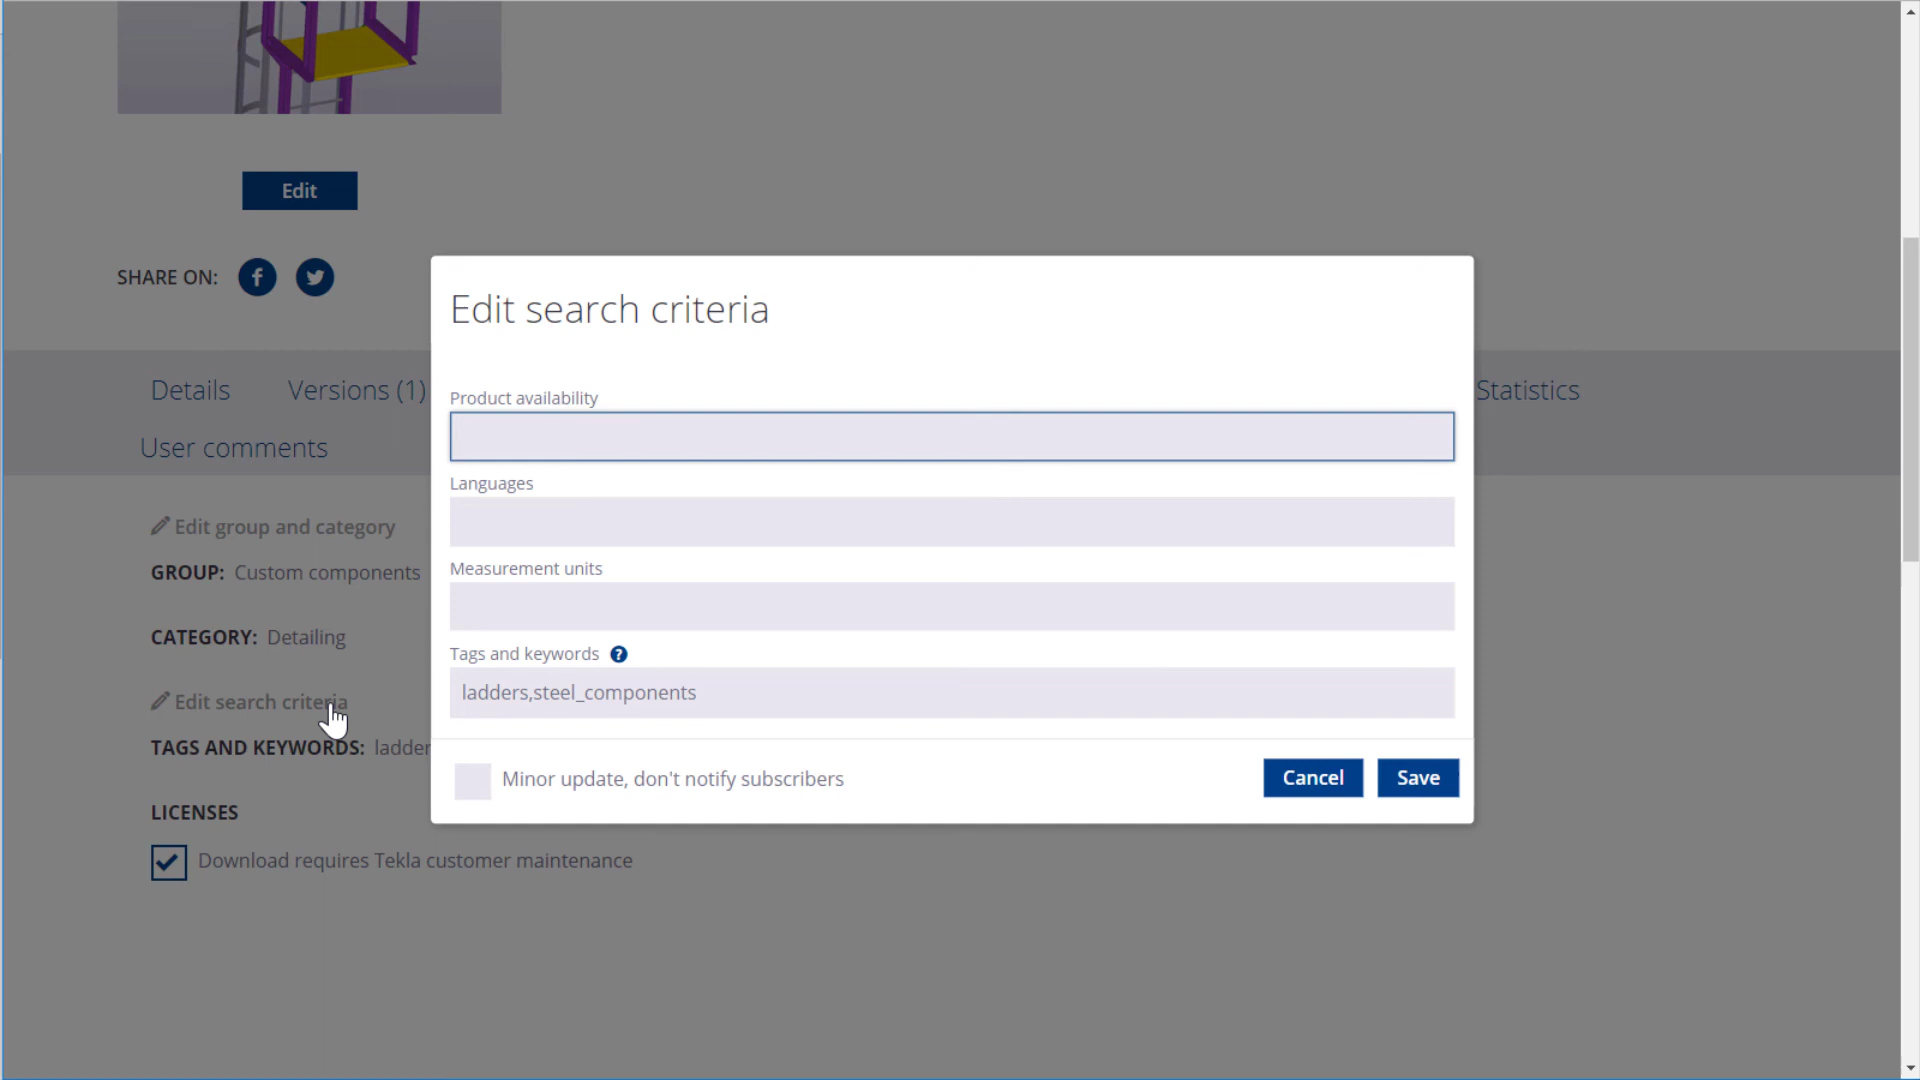 Edit
SHARE ON:
Edit search criteria
Product availability
Details Versions (1) Statistics
User comments
Languages
Edit group and category
GROUP: Custom components
Measurement units
CATEGORY: Detailing
Tags and keywords ?
ladders,steel_components
Edit search criteria
TAGS AND KEYWORDS:
Minor update, don't notify subscribers Cancel Save
LICENSES
Download requires Tekla customer maintenance